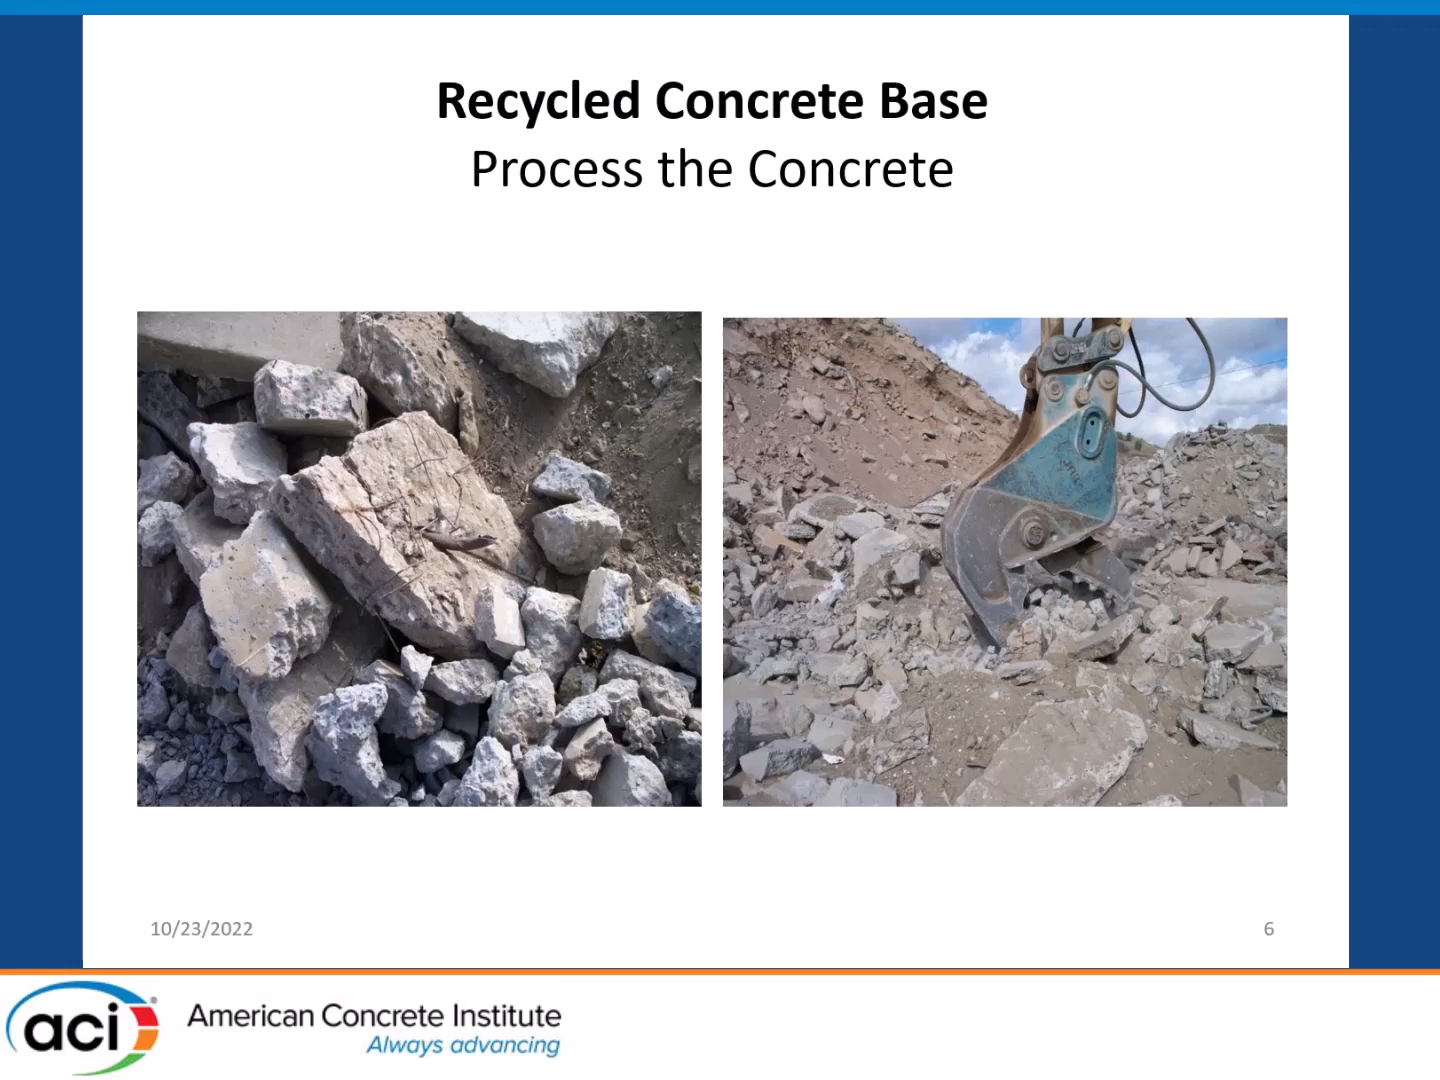 Recycled Concrete Base
Process the Concrete
10/23/2022
6
aci®
American Concrete Institute
Always advancing